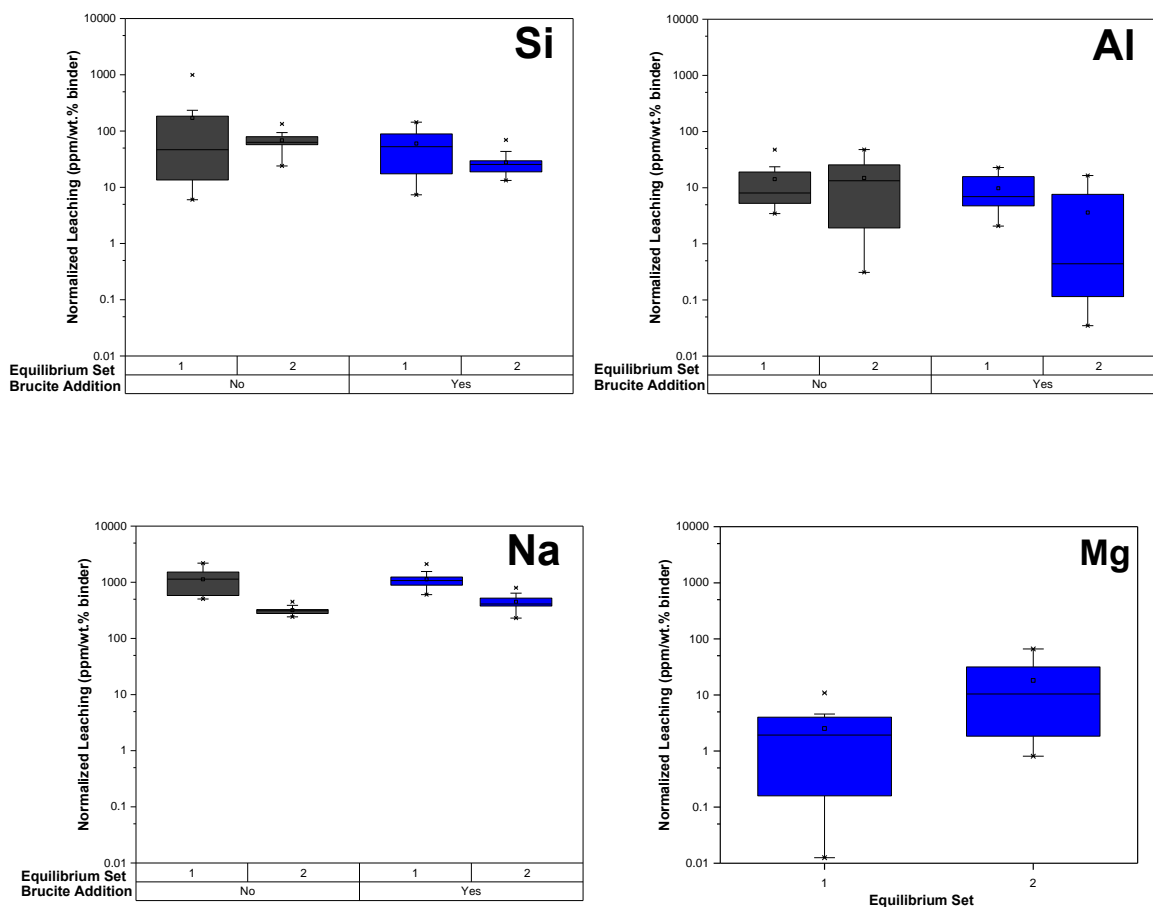 Si
Normalized Leaching (ppm/wt.% binder)
10000
1000
100
10
1
0.1
0.01
Equilibrium Set 1 2 1 2
Brucite Addition No Yes
Al
Normalized Leaching (ppm/wt.% binder)
10000
1000
100
10
1
0.1
0.01
Equilibrium Set 1 2 1 2
Brucite Addition No Yes
Na
Normalized Leaching (ppm/wt.% binder)
10000
1000
100
10
1
0.1
0.01
Equilibrium Set 1 2 1 2
Brucite Addition No Yes
Mg
Normalized Leaching (ppm/wt.% binder)
10000
1000
100
10
1
0.1
0.01
1 2
Equilibrium Set